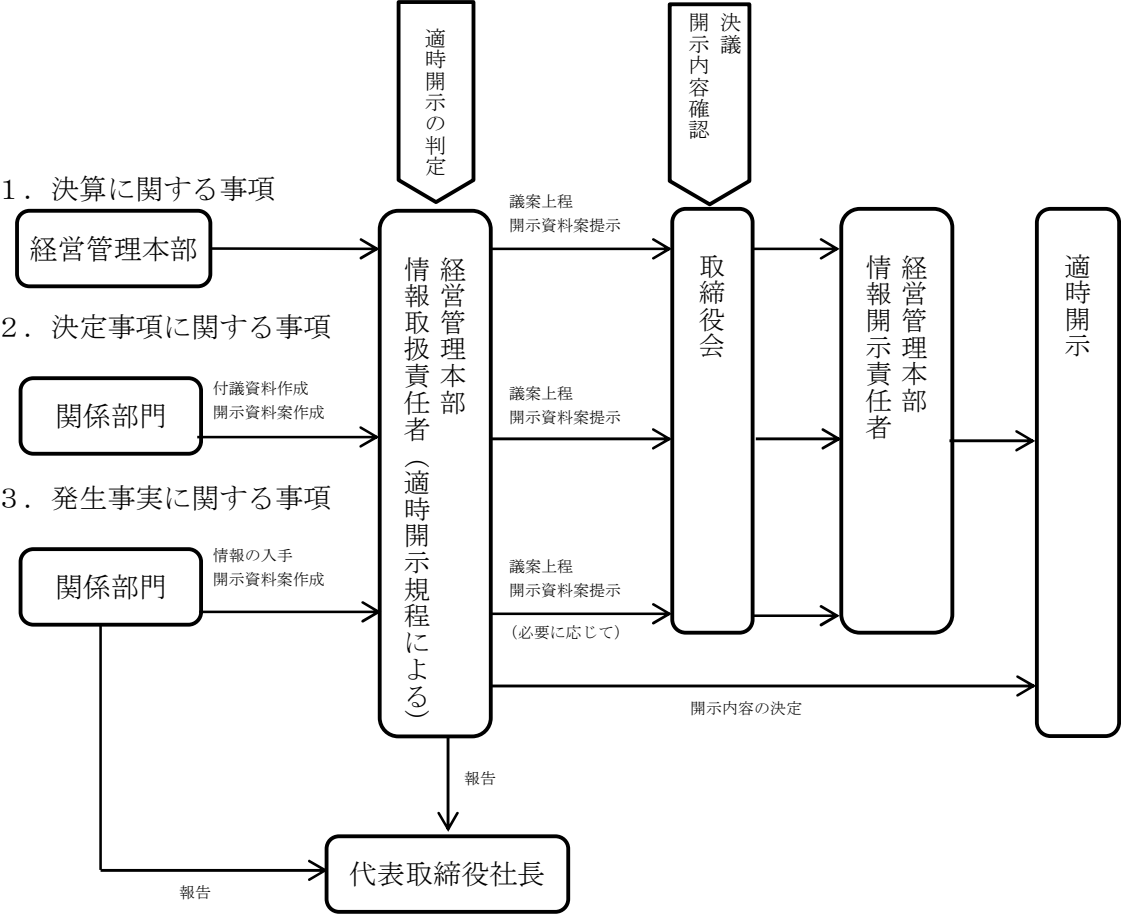 適時開示の判定
決議
開示内容確認
１．決算に関する事項
経営管理本部
２．決定事項に関する事項
関係部門
付議資料作成
開示資料案作成
３．発生事実に関する事項
関係部門
情報の入手
開示資料案作成
経営管理本部
情報取扱責任者（適時開示規程による）
議案上程
開示資料案提示
議案上程
開示資料案提示
議案上程
開示資料案提示
（必要に応じて）
取締役会
経営管理本部
情報開示責任者
適時開示
開示内容の決定
報告
代表取締役社長
報告